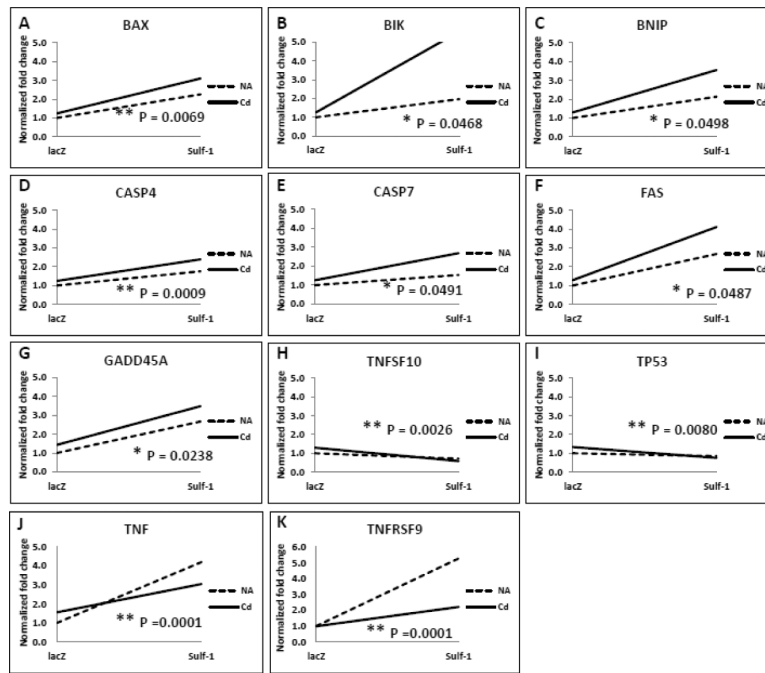 A
BAX
Normalized fold change
5.0
4.0
3.0
2.0
1.0
0.0
NA
Cd
** P = 0.0069
lacZ Sulf-1
B
BIK
Normalized fold change
5.0
4.0
3.0
2.0
1.0
0.0
NA
Cd
* P = 0.0468
lacZ Sulf-1
C
BNIP
Normalized fold change
5.0
4.0
3.0
2.0
1.0
0.0
NA
Cd
* P = 0.0498
lacZ Sulf-1
D
CASP4
Normalized fold change
5.0
4.0
3.0
2.0
1.0
0.0
NA
Cd
** P = 0.0009
lacZ Sulf-1
E
CASP7
Normalized fold change
5.0
4.0
3.0
2.0
1.0
0.0
NA
Cd
* P = 0.0491
lacZ Sulf-1
F
FAS
Normalized fold change
5.0
4.0
3.0
2.0
1.0
0.0
NA
Cd
* P = 0.0487
lacZ Sulf-1
G
GADD45A
Normalized fold change
5.0
4.0
3.0
2.0
1.0
0.0
NA
Cd
* P = 0.0238
lacZ Sulf-1
H
TNFSF10
Normalized fold change
5.0
4.0
3.0
2.0
1.0
0.0
** P = 0.0026
NA
Cd
lacZ Sulf-1
I
TP53
Normalized fold change
5.0
4.0
3.0
2.0
1.0
0.0
** P = 0.0080
NA
Cd
lacZ Sulf-1
J
TNF
Normalized fold change
5.0
4.0
3.0
2.0
1.0
0.0
NA
Cd
** P =0.0001
lacZ Sulf-1
K
TNFRSF9
Normalized fold change
6.0
5.0
4.0
3.0
2.0
1.0
0.0
NA
Cd
** P =0.0001
lacZ Sulf-1